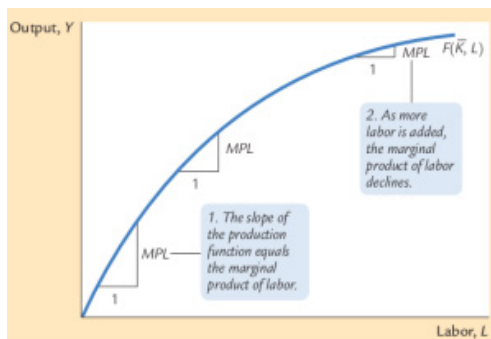 Output, Y
F(K̅, L)
MPL
1
2. As more
labor is added,
the marginal
product of labor
declines.
MPL
1
1. The slope of
the production
function equals
the marginal
product of labor.
MPL
1
Labor, L